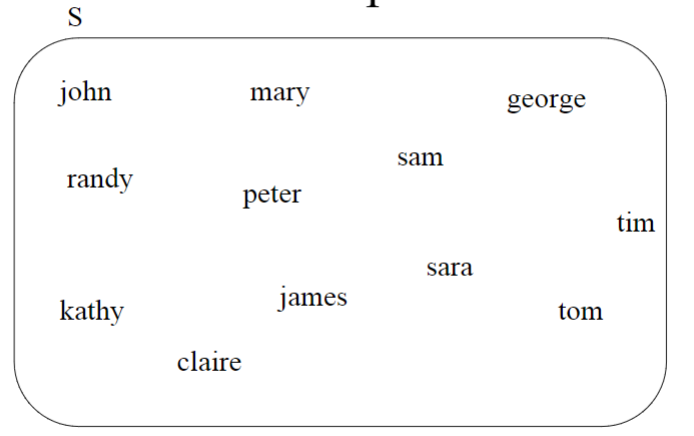 S
john
mary
george
sam
randy
peter
tim
sara
james
kathy
tom
claire